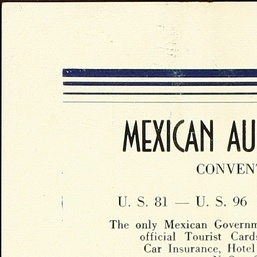 MEXICAN AU
CONVENT
U. S. 81 — U. S. 96
The only Mexican Governm
official Tourist Cards
Car Insurance, Hotel